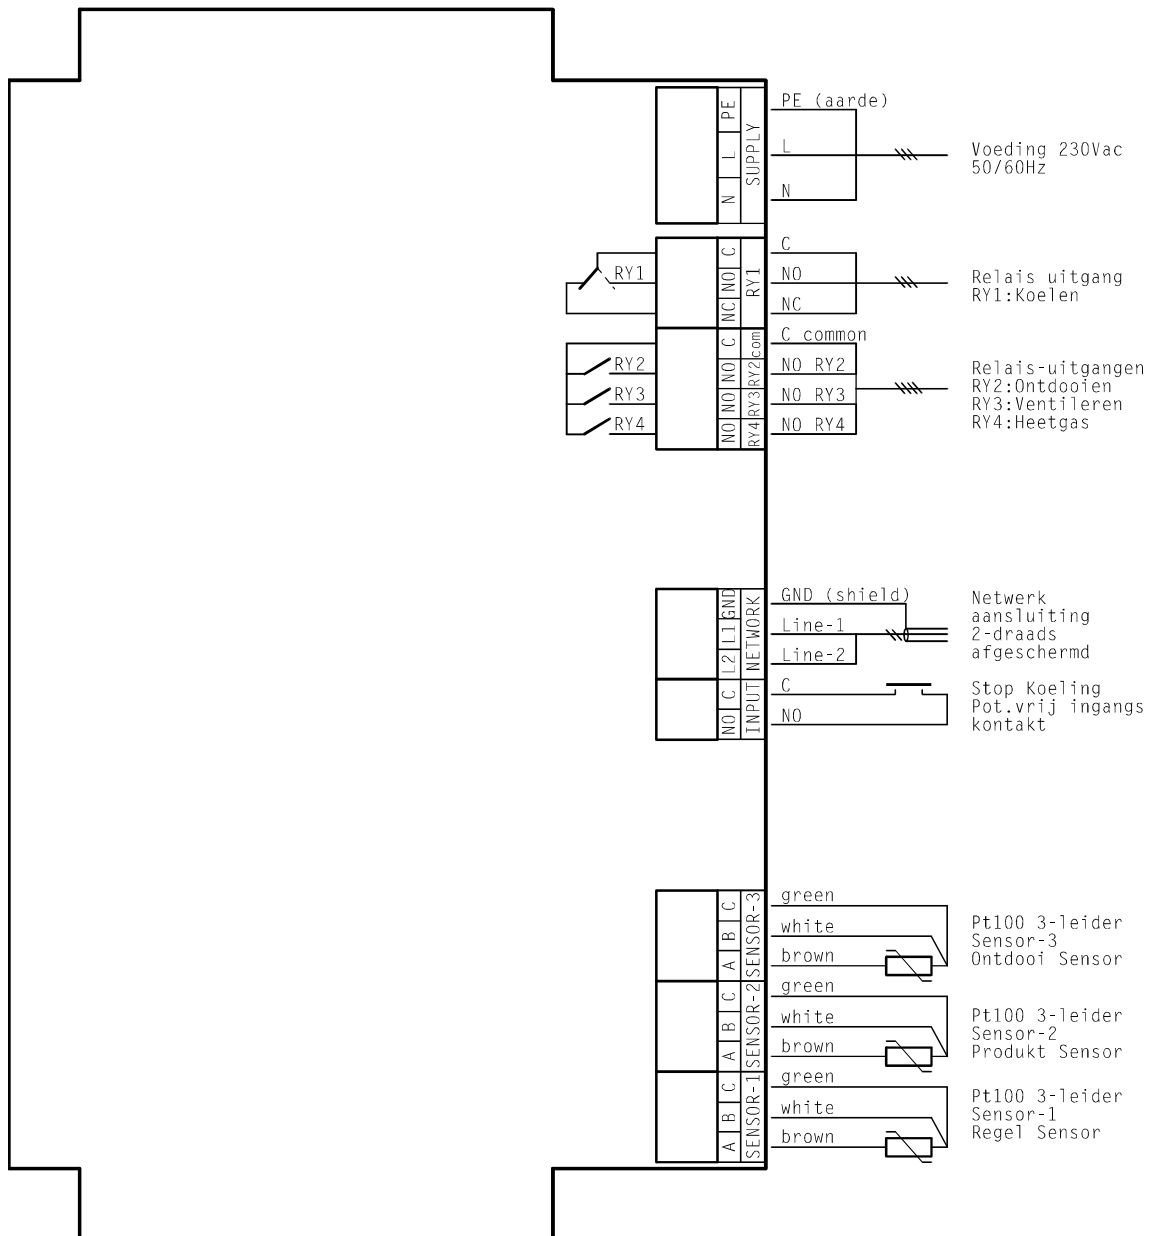 PE
L
N
SUPPLY
PE (aarde)
L
N
Voeding 230Vac
50/60Hz
RY1
C
NO
NC
RY1
C
NO
NC
Relais uitgang
RY1:Koelen
RY2
RY3
RY4
C
NO
NO
NO
com
RY2
RY3
RY4
C common
NO RY2
NO RY3
NO RY4
Relais-uitgangen
RY2:Ontdooien
RY3:Ventileren
RY4:Heetgas
GND
L1
L2
NETWORK
GND (shield)
Line-1
Line-2
Netwerk
aansluiting
2-draads
afgeschermd
C
NO
INPUT
C
NO
Stop Koeling
Pot.vrij ingangs
kontakt
C
B
A
SENSOR-3
green
white
brown
Pt100 3-leider
Sensor-3
Ontdooi Sensor
C
B
A
SENSOR-2
green
white
brown
Pt100 3-leider
Sensor-2
Produkt Sensor
C
B
A
SENSOR-1
green
white
brown
Pt100 3-leider
Sensor-1
Regel Sensor